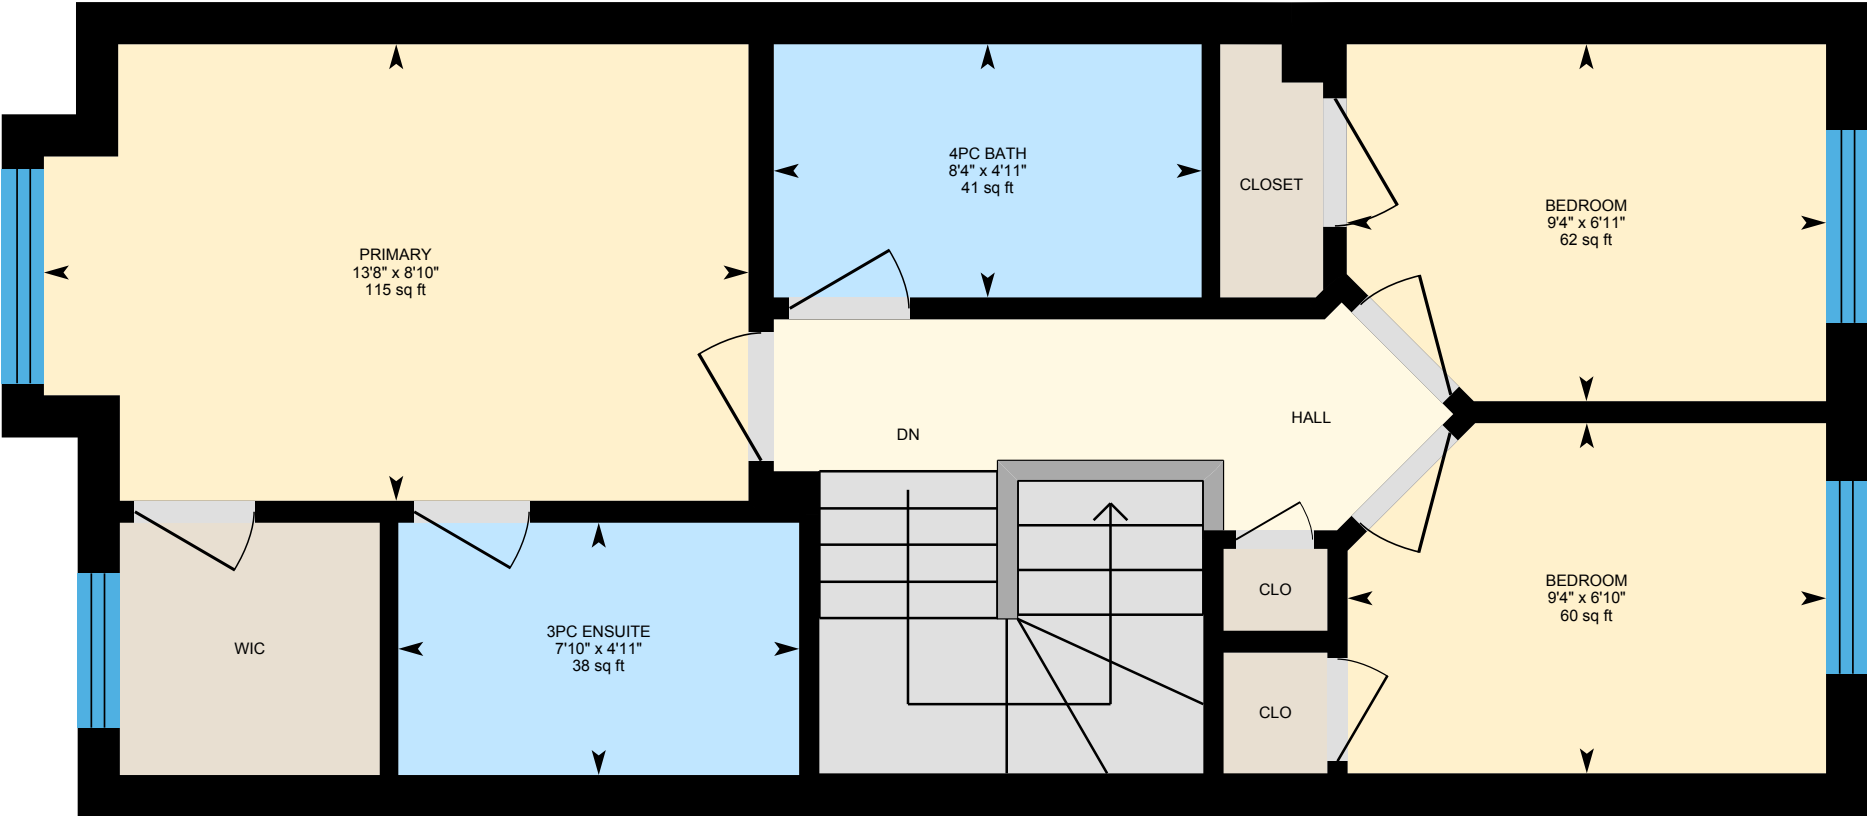 4PC BATH
8'4" x 4'11"
41 sq ft
CLOSET
BEDROOM
9'4" x 6'11"
62 sq ft
PRIMARY
13'8" x 8'10"
115 sq ft
DN
HALL
WIC
3PC ENSUITE
7'10" x 4'11"
38 sq ft
CLO
BEDROOM
9'4" x 6'10"
60 sq ft
CLO